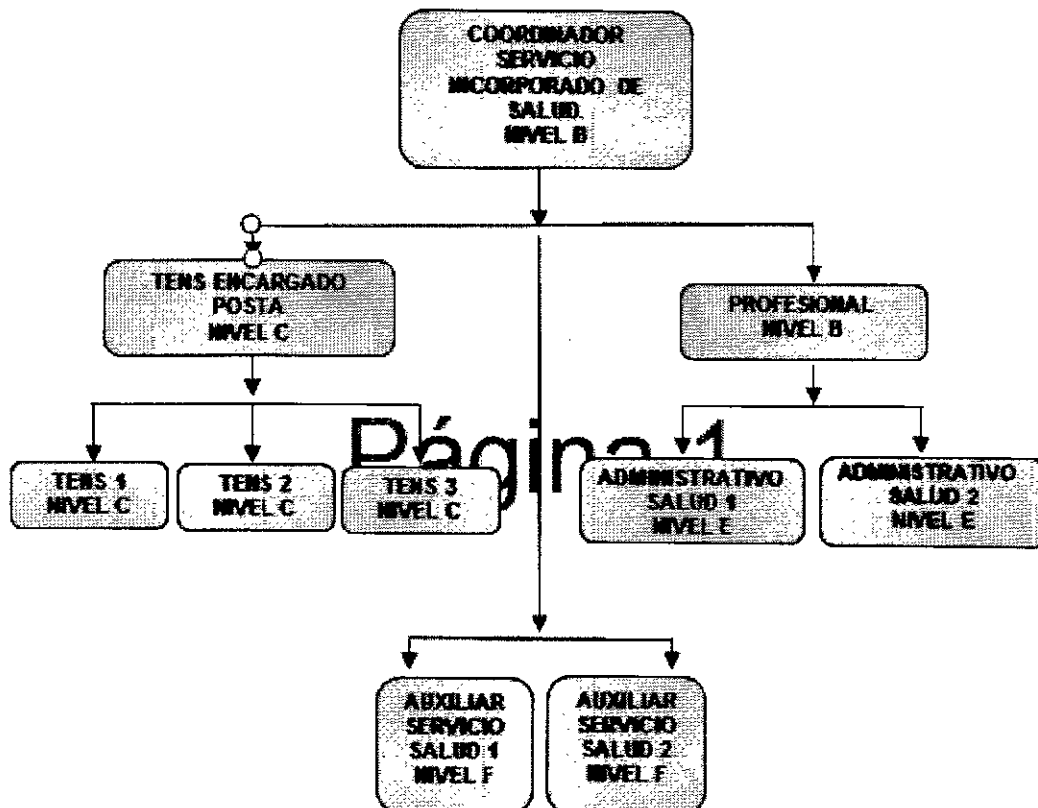 COORDINADOR
SERVICIO
INCORPORADO DE
SALUD.
NIVEL B
TENS ENCARGADO
POSTA
NIVEL C
PROFESIONAL
NIVEL B
Página 1
TENS 1
NIVEL C
TENS 2
NIVEL C
TENS 3
NIVEL C
ADMINISTRATIVO
SALUD 1
NIVEL E
ADMINISTRATIVO
SALUD 2
NIVEL E
AUXILIAR
SERVICIO
SALUD 1
NIVEL F
AUXILIAR
SERVICIO
SALUD 2
NIVEL F